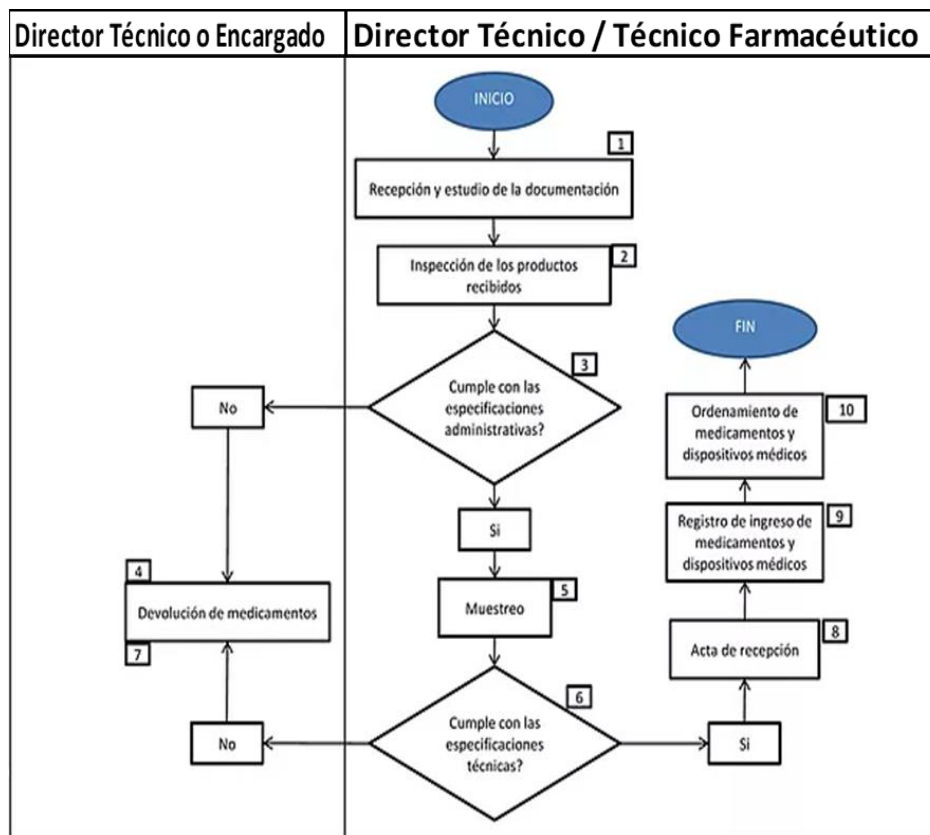 Director Técnico o Encargado
Director Técnico / Técnico Farmacéutico
INICIO
1
Recepción y estudio de la documentación
2
Inspección de los productos
recibidos
3
Cumple con las
especificaciones
administrativas?
No
Si
4
Devolución de medicamentos
7
5
Muestreo
6
Cumple con las
especificaciones
técnicas?
No
Si
8
Acta de recepción
9
Registro de ingreso de
medicamentos y
dispositivos médicos
10
Ordenamiento de
medicamentos y
dispositivos médicos
FIN